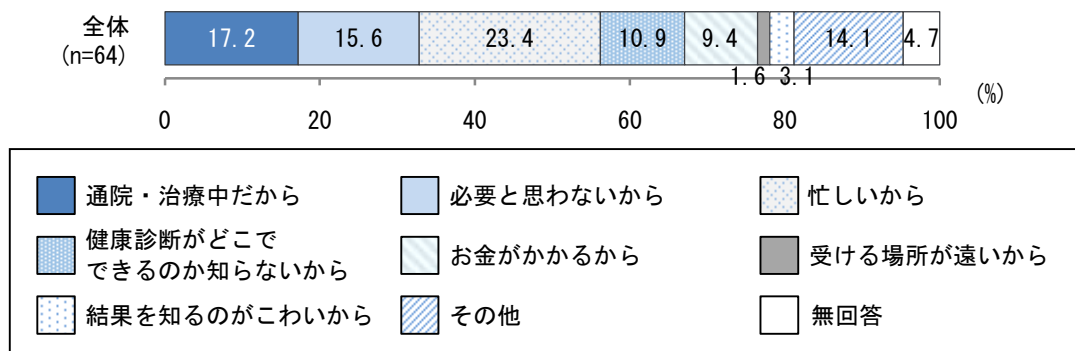 全体
(n=64)
17.2 15.6 23.4 10.9 9.4 14.1 4.7
1.6 3.1
(%)
0 20 40 60 80 100
通院・治療中だから 必要と思わないから 忙しいから
健康診断がどこで
できるのか知らないから お金がかかるから 受ける場所が遠いから
結果を知るのがこわいから その他 無回答